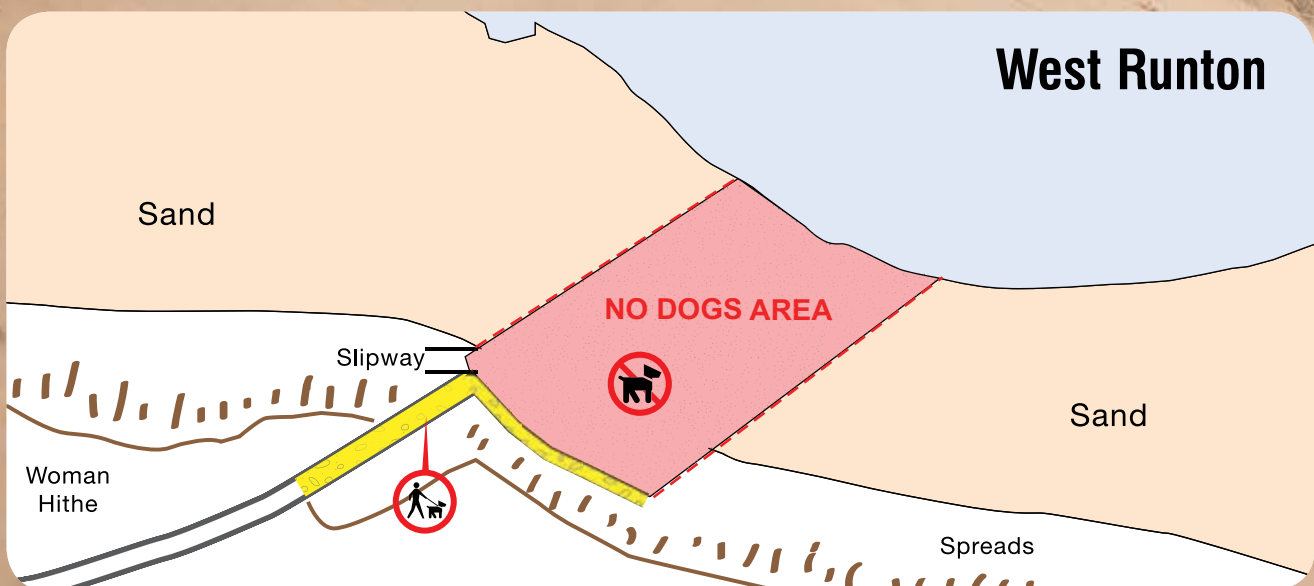 West Runton
Sand
NO DOGS AREA
Slipway
Sand
Woman
Hithe
Spreads